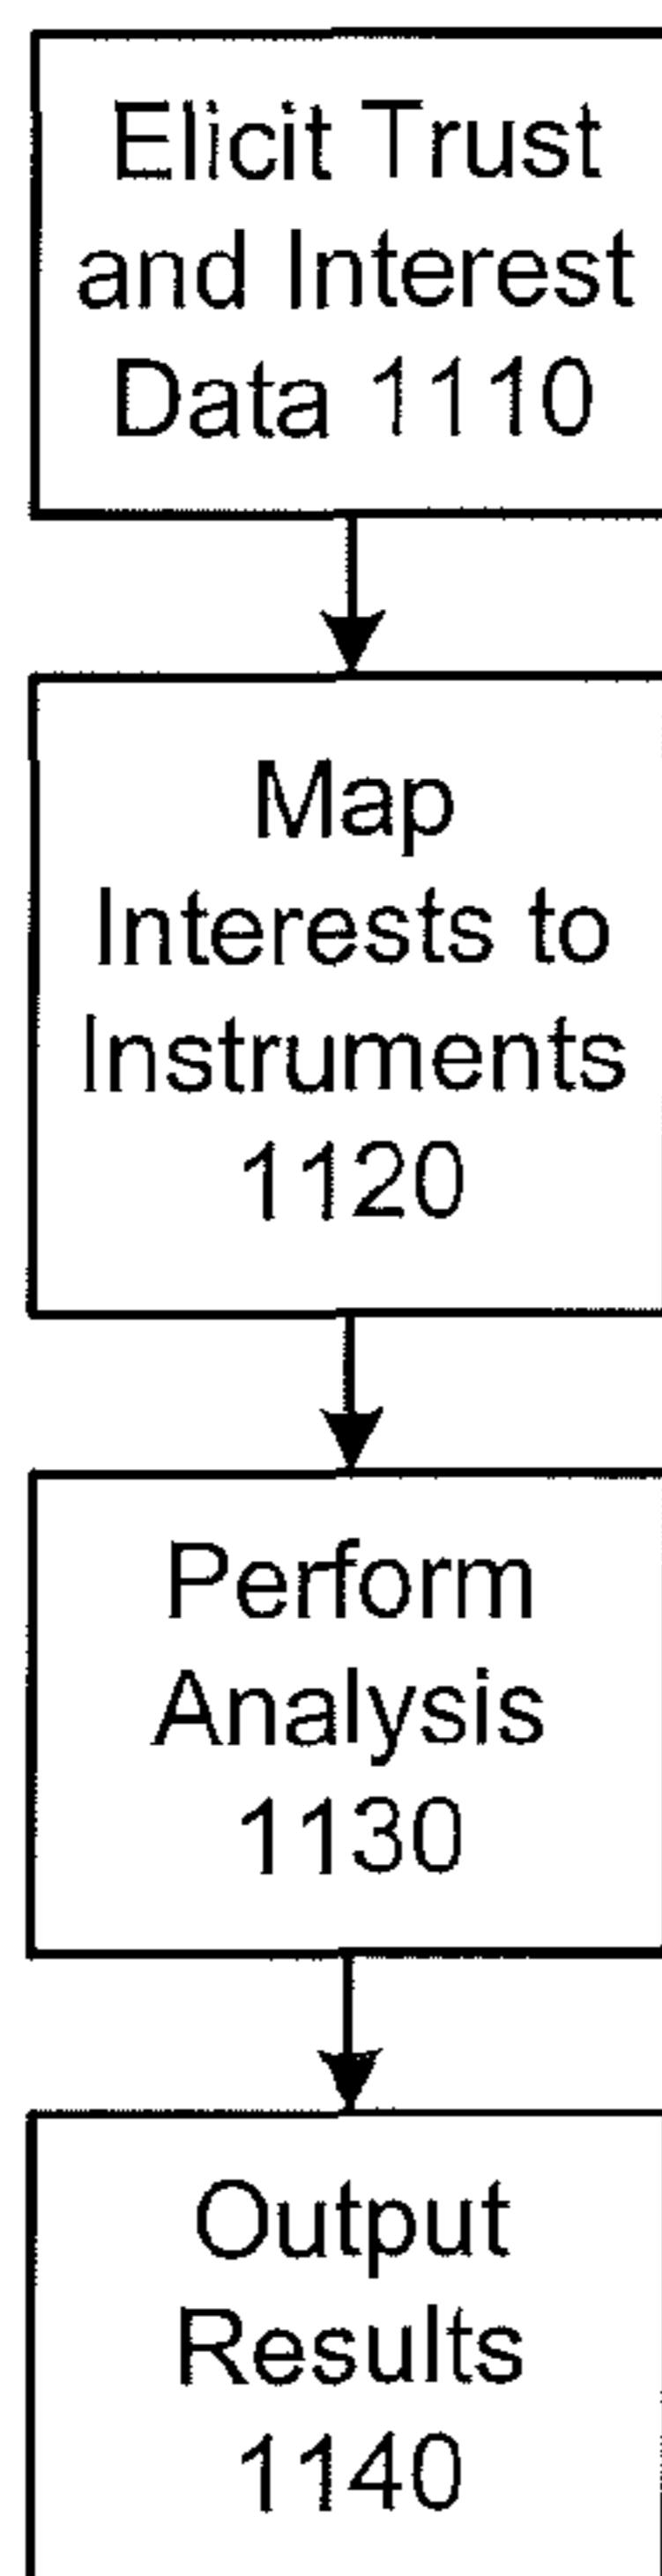 Elicit Trust
and Interest
Data 1110
Map
Interests to
Instruments
1120
Perform
Analysis
1130
Output
Results
1140